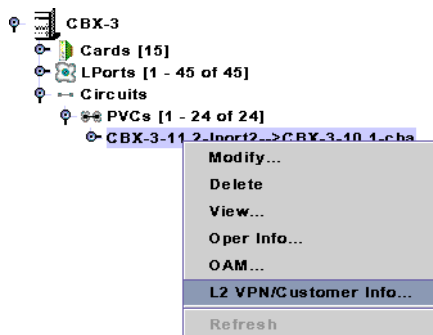 CBX-3
Cards [15]
LPorts [1 - 45 of 45]
Circuits
PVCs [1 - 24 of 24]
CBX-3-11.2-lport2-->CBX-3-10.1-cba
Modify...
Delete
View...
Oper Info...
OAM...
L2 VPN/Customer Info...
Refresh